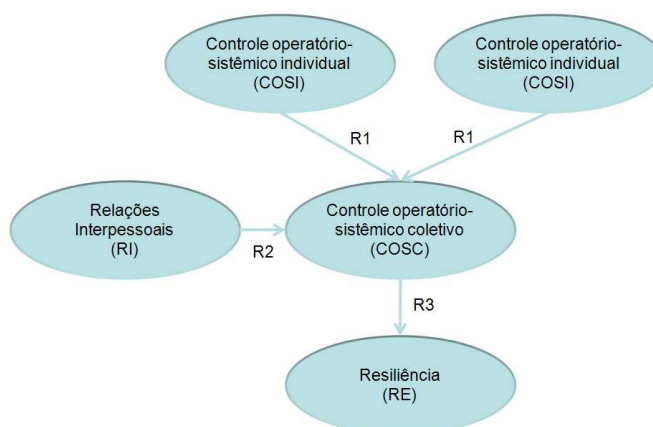 Controle operatório-
sistêmico individual
(COSI)
Controle operatório-
sistêmico individual
(COSI)
R1
R1
Relações
Interpessoais
(RI)
R2
Controle operatório-
sistêmico coletivo
(COSC)
R3
Resiliência
(RE)